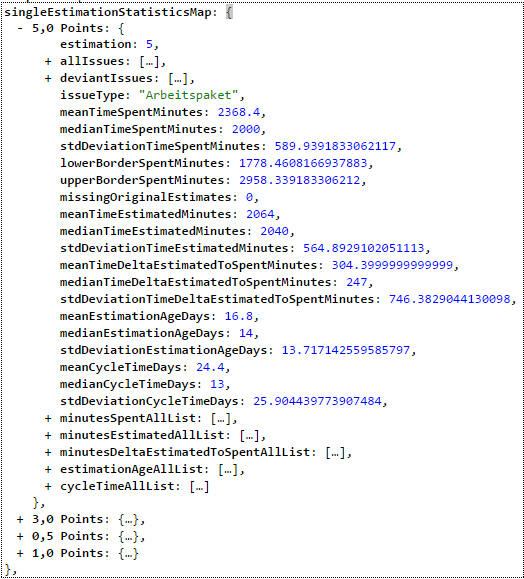 singleEstimationStatisticsMap: {
- 5,0 Points: {
estimation: 5,
+ allIssues: […],
+ deviantIssues: […],
issueType: "Arbeitspaket",
meanTimeSpentMinutes: 2368.4,
medianTimeSpentMinutes: 2000,
stdDeviationTimeSpentMinutes: 589.9391833062117,
lowerBorderSpentMinutes: 1778.4608166937883,
upperBorderSpentMinutes: 2958.339183306212,
missingOriginalEstimates: 0,
meanTimeEstimatedMinutes: 2064,
medianTimeEstimatedMinutes: 2040,
stdDeviationTimeEstimatedMinutes: 564.8929102051113,
meanTimeDeltaEstimatedToSpentMinutes: 304.3999999999999,
medianTimeDeltaEstimatedToSpentMinutes: 247,
stdDeviationTimeDeltaEstimatedToSpentMinutes: 746.3829044130098,
meanEstimationAgeDays: 16.8,
medianEstimationAgeDays: 14,
stdDeviationEstimationAgeDays: 13.717142559585797,
meanCycleTimeDays: 24.4,
medianCycleTimeDays: 13,
stdDeviationCycleTimeDays: 25.904439773907484,
+ minutesSpentAllList: […],
+ minutesEstimatedAllList: […],
+ minutesDeltaEstimatedToSpentAllList: […],
+ estimationAgeAllList: […],
+ cycleTimeAllList: […]
},
+ 3,0 Points: {…},
+ 0,5 Points: {…},
+ 1,0 Points: {…}
},